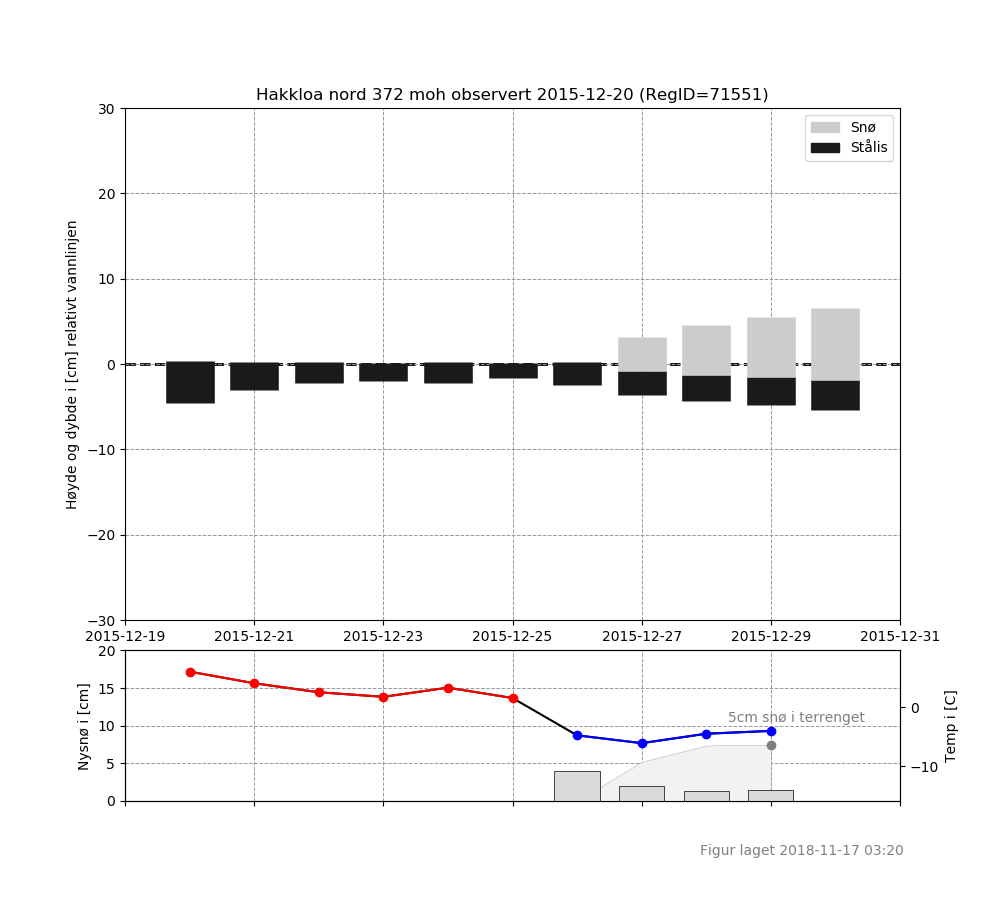 Hakkloa nord 372 moh observert 2015-12-20 (RegID=71551)
Snø
Stålis
Høyde og dybde i [cm] relativt vannlinjen
30
20
10
0
−10
−20
−30
2015-12-19 2015-12-21 2015-12-23 2015-12-25 2015-12-27 2015-12-29 2015-12-31
Nysnø i [cm]
20
15
10
5
0
5cm snø i terrenget
0
−10
Temp i [C]
Figur laget 2018-11-17 03:20